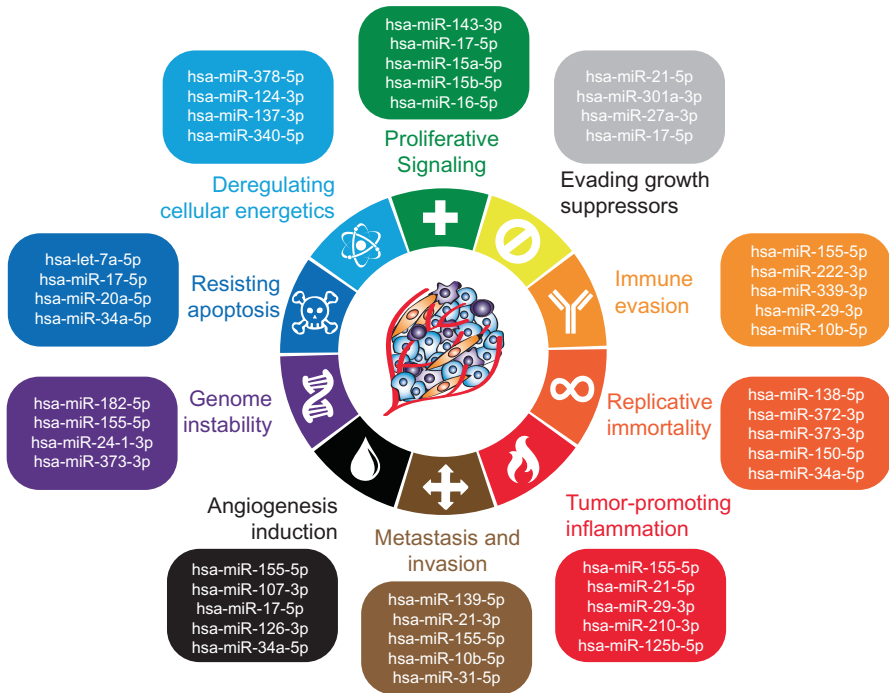 hsa-miR-143-3p
hsa-miR-17-5p
hsa-miR-15a-5p
hsa-miR-15b-5p
hsa-miR-16-5p
Proliferative
Signaling
hsa-miR-21-5p
hsa-miR-301a-3p
hsa-miR-27a-3p
hsa-miR-17-5p
Evading growth
suppressors
hsa-miR-155-5p
hsa-miR-222-3p
hsa-miR-339-3p
hsa-miR-29-3p
hsa-miR-10b-5p
Immune
evasion
hsa-miR-138-5p
hsa-miR-372-3p
hsa-miR-373-3p
hsa-miR-150-5p
hsa-miR-34a-5p
Replicative
immortality
Tumor-promoting
inflammation
hsa-miR-155-5p
hsa-miR-21-5p
hsa-miR-29-3p
hsa-miR-210-3p
hsa-miR-125b-5p
Metastasis and
invasion
hsa-miR-139-5p
hsa-miR-21-3p
hsa-miR-155-5p
hsa-miR-10b-5p
hsa-miR-31-5p
Angiogenesis
induction
hsa-miR-155-5p
hsa-miR-107-3p
hsa-miR-17-5p
hsa-miR-126-3p
hsa-miR-34a-5p
Genome
instability
hsa-miR-182-5p
hsa-miR-155-5p
hsa-miR-24-1-3p
hsa-miR-373-3p
Resisting
apoptosis
hsa-let-7a-5p
hsa-miR-17-5p
hsa-miR-20a-5p
hsa-miR-34a-5p
hsa-miR-378-5p
hsa-miR-124-3p
hsa-miR-137-3p
hsa-miR-340-5p
Deregulating
cellular energetics